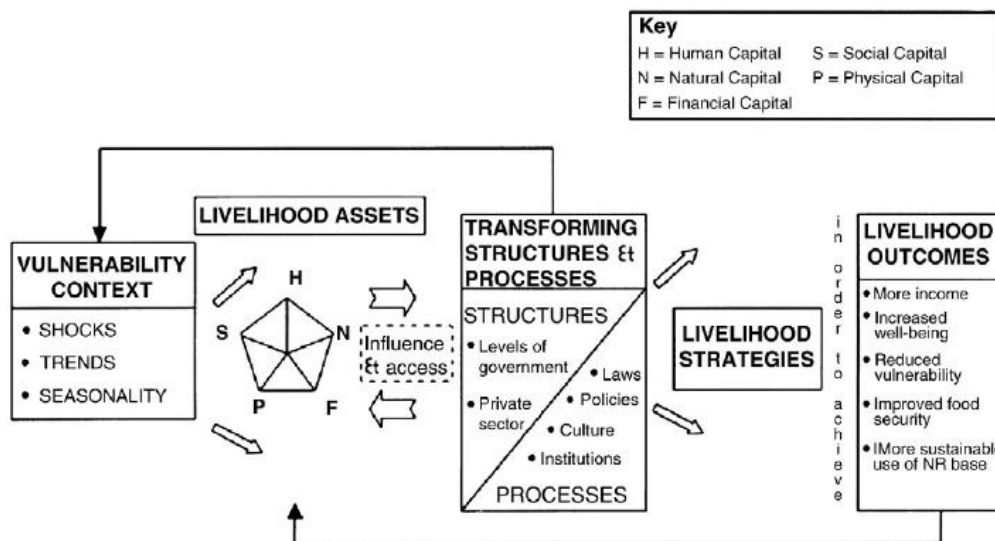 Key
H = Human Capital S = Social Capital
N = Natural Capital P = Physical Capital
F = Financial Capital
LIVELIHOOD ASSETS
VULNERABILITY
CONTEXT
• SHOCKS
• TRENDS
• SEASONALITY
H
S
N
P
F
Influence
& access
TRANSFORMING
STRUCTURES &
PROCESSES
STRUCTURES
• Levels of
government
• Private
sector
• Laws
• Policies
• Culture
• Institutions
PROCESSES
LIVELIHOOD
STRATEGIES
in order to achieve
LIVELIHOOD
OUTCOMES
• More income
• Increased
well-being
• Reduced
vulnerability
• Improved food
security
• IMore sustainable
use of NR base